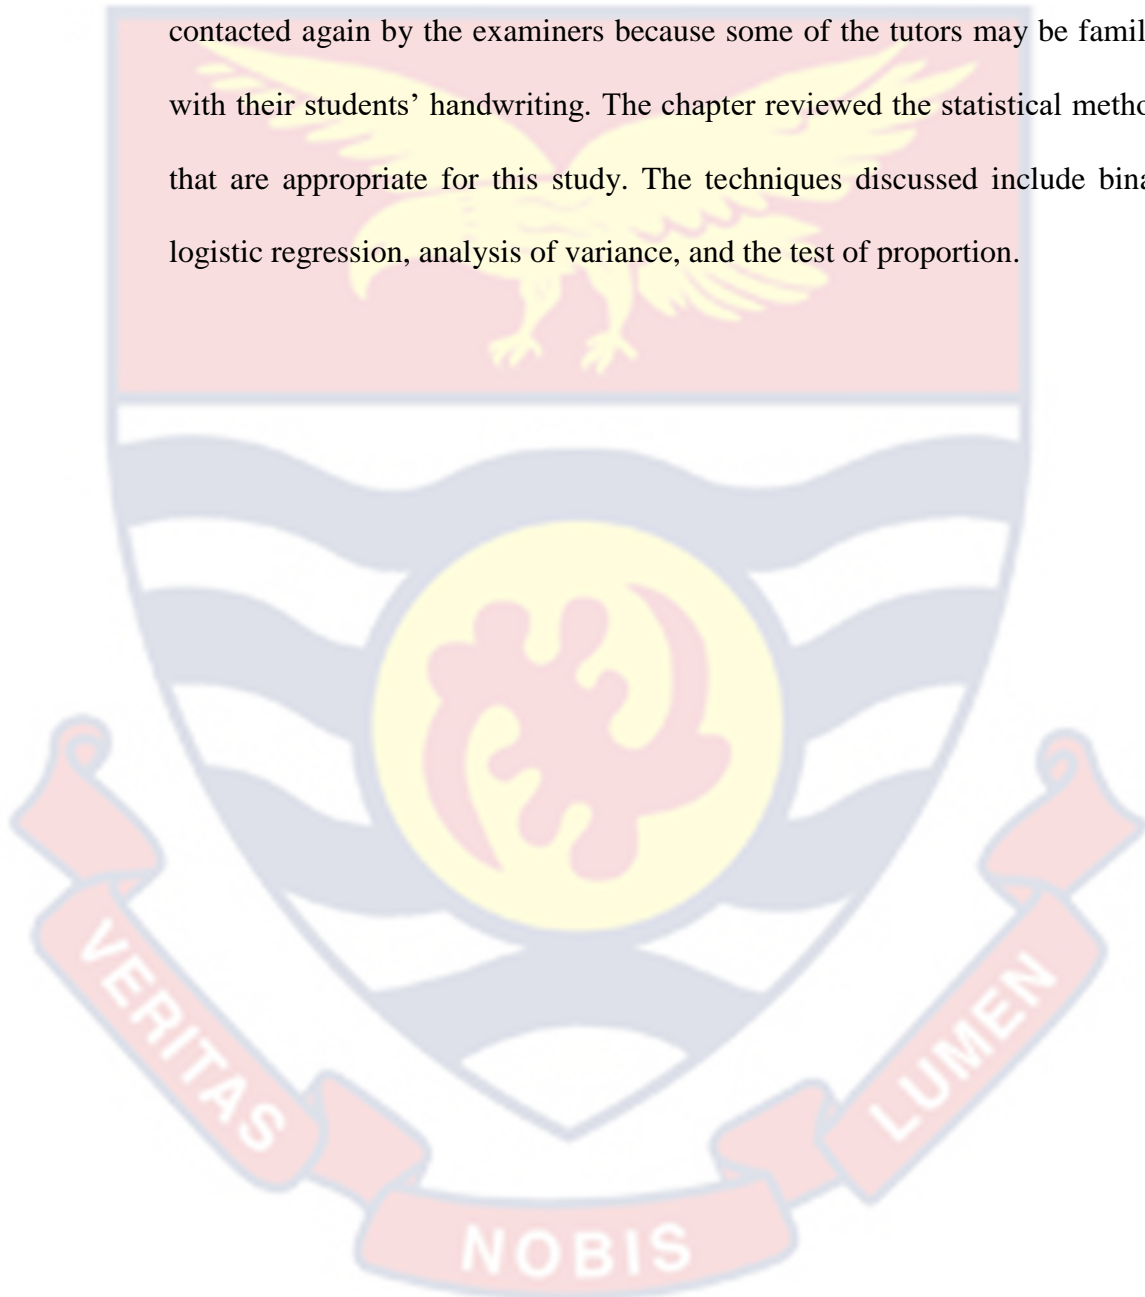 contacted again by the examiners because some of the tutors may be famil
with their students’ handwriting. The chapter reviewed the statistical metho
that are appropriate for this study. The techniques discussed include bina
logistic regression, analysis of variance, and the test of proportion.
VERITAS
NOBIS
LUMEN